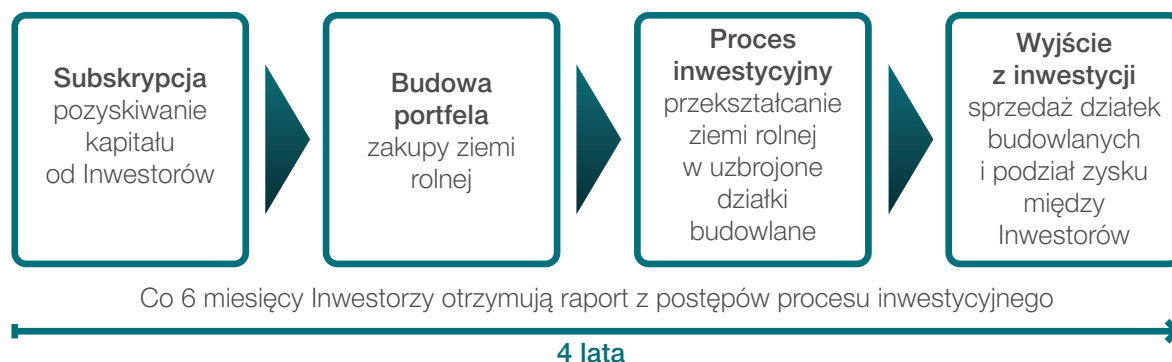 Subskrypcja
pozyskiwanie
kapitału
od Inwestorów
Budowa
portfela
zakupy ziemi
rolnej
Proces
inwestycyjny
przekształcanie
ziemi rolnej
w uzbrojone
działki
budowlane
Wyjście
z inwestycji
sprzedaż działek
budowlanych
i podział zysku
między
Inwestorów
Co 6 miesięcy Inwestorzy otrzymują raport z postępów procesu inwestycyjnego
4 lata